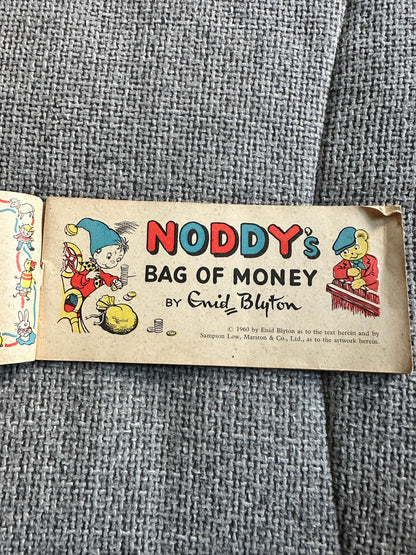 NODDY's
BAG OF MONEY
BY Enid Blyton
© 1960 by Enid Blyton as to the text herein and by
Sampson Low, Marston & Co., Ltd., as to the artwork herein.